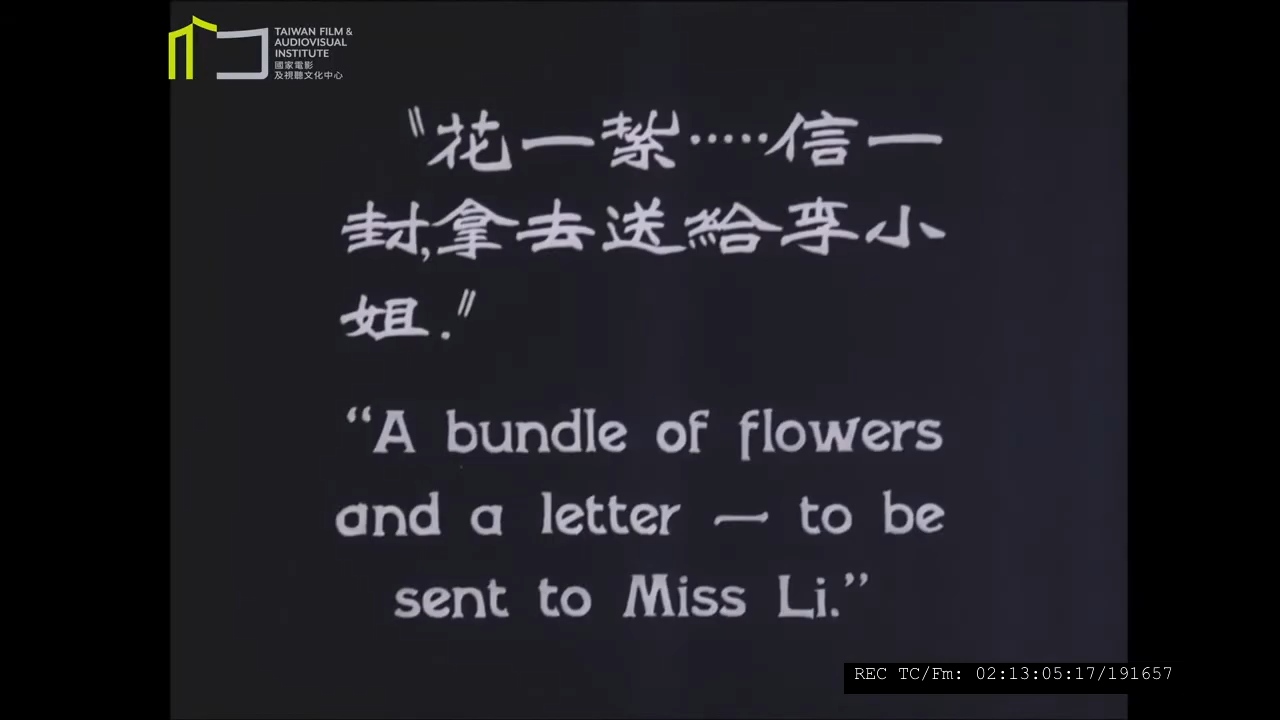 TAIWAN FILM &
AUDIOVISUAL
INSTITUTE
國家電影
及視聽文化中心
"花一紮·····信一
封,拿去送給李小
姐."
“A bundle of flowers
and a letter — to be
sent to Miss Li.”
REC TC/Fm: 02:13:05:17/191657